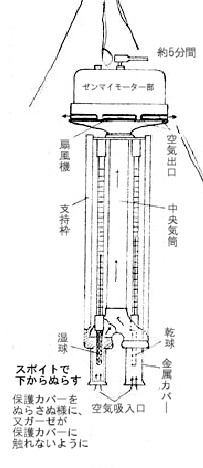 約5分間
ゼンマイモーター部
扇風機
空気出口
支持枠
中央気筒
湿球
乾球
金属カバー
スポイトで
下からぬらす
保護カバーを
ぬらさぬ様に、
又ガーゼが
保護カバーに
触れないように
空気吸入口